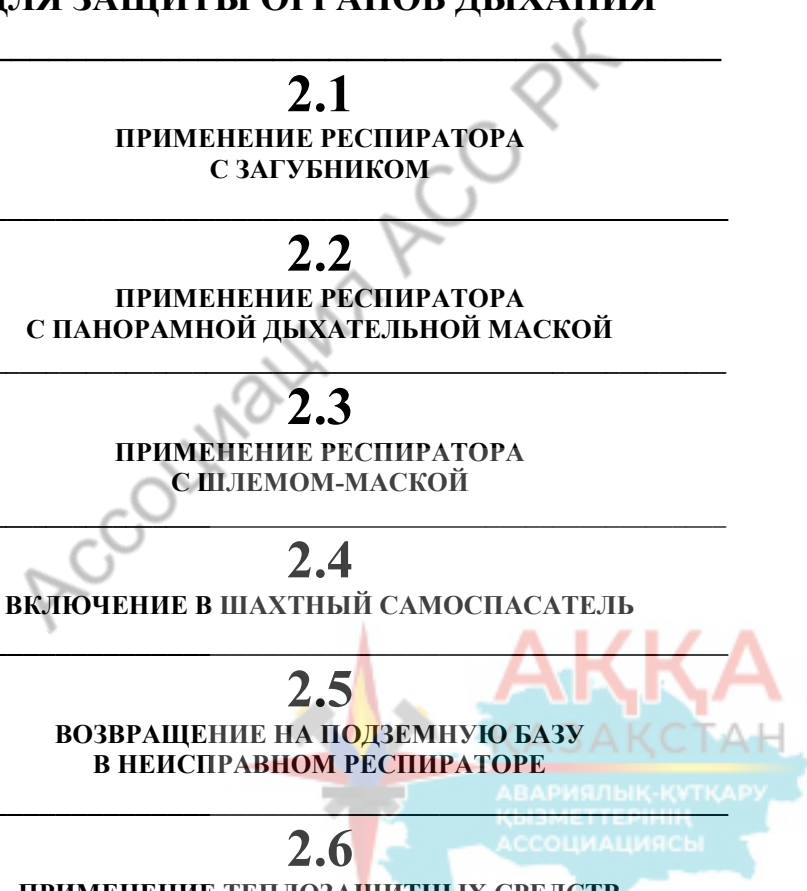 ДЛЯ ЗАЩИТЫ ОРГАНОВ ДЫХАНИЯ
2.1
ПРИМЕНЕНИЕ РЕСПИРАТОРА
С ЗАГУБНИКОМ
2.2
ПРИМЕНЕНИЕ РЕСПИРАТОРА
С ПАНОРАМНОЙ ДЫХАТЕЛЬНОЙ МАСКОЙ
2.3
ПРИМЕНЕНИЕ РЕСПИРАТОРА
С ШЛЕМОМ-МАСКОЙ
2.4
ВКЛЮЧЕНИЕ В ШАХТНЫЙ САМОСПАСАТЕЛЬ
2.5
ВОЗВРАЩЕНИЕ НА ПОДЗЕМНУЮ БАЗУ
В НЕИСПРАВНОМ РЕСПИРАТОРЕ
2.6
ПРИМЕНЕНИЕ ТЕПЛОЗАЩИТНЫХ СРЕДСТВ
Ассоциация АСС РК
АҚҚА
ҚАЗАҚСТАН
АВАРИЯЛЫҚ-ҚҰТҚАРУ
ҚЫЗМЕТТЕРІНІҢ
АССОЦИАЦИЯСЫ